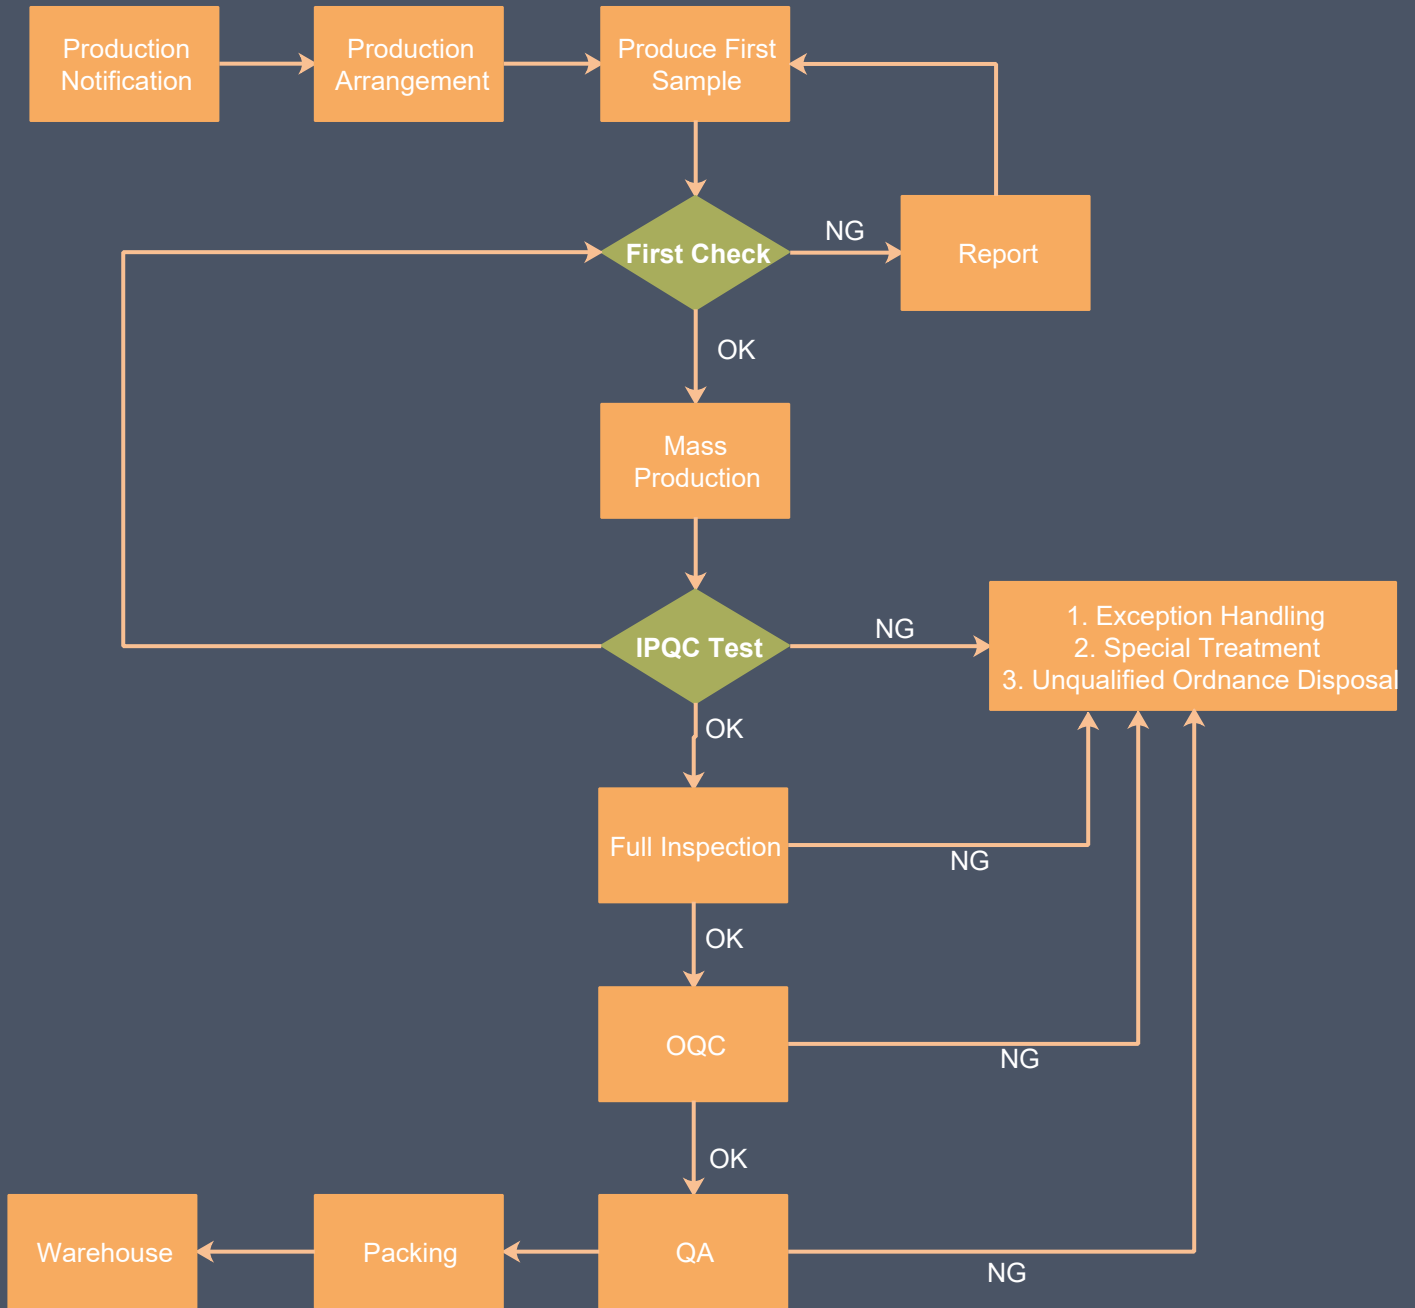 Production
Notification
Production
Arrangement
Produce First
Sample
First Check
NG
Report
OK
Mass
Production
IPQC Test
NG
1. Exception Handling
2. Special Treatment
3. Unqualified Ordnance Disposal
OK
Full Inspection
NG
OK
OQC
NG
OK
Warehouse
Packing
QA
NG